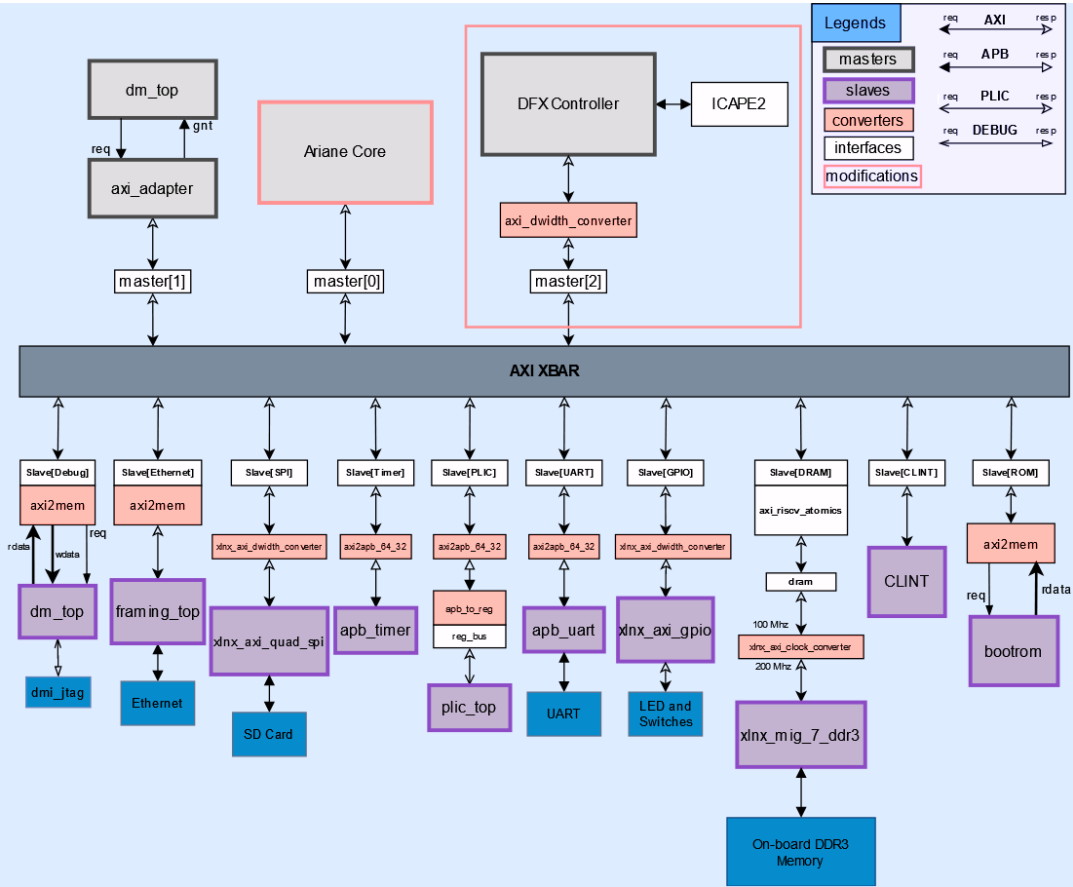 Legends
req AXI resp
masters
req APB resp
slaves
req PLIC resp
converters
req DEBUG resp
interfaces
modifications
dm_top
req
gnt
axi_adapter
master[1]
Ariane Core
master[0]
DFX Controller
ICAPE2
axi_dwidth_converter
master[2]
AXI XBAR
Slave[Debug]
axi2mem
rdata
wdata
req
dm_top
dmi_jtag
Slave[Ethernet]
axi2mem
framing_top
Ethernet
Slave[SPI]
xlnx_axi_dwidth_converter
xlnx_axi_quad_spi
SD Card
Slave[Timer]
axi2apb_64_32
apb_timer
Slave[PLIC]
axi2apb_64_32
apb_to_reg
reg_bus
plic_top
Slave[UART]
axi2apb_64_32
apb_uart
UART
Slave[GPIO]
xlnx_axi_dwidth_converter
xlnx_axi_gpio
LED and
Switches
Slave[DRAM]
axi_riscv_atomics
dram
100 Mhz
xlnx_axi_clock_converter
200 Mhz
xlnx_mig_7_ddr3
On-board DDR3
Memory
Slave[CLINT]
CLINT
Slave[ROM]
axi2mem
req
rdata
bootrom